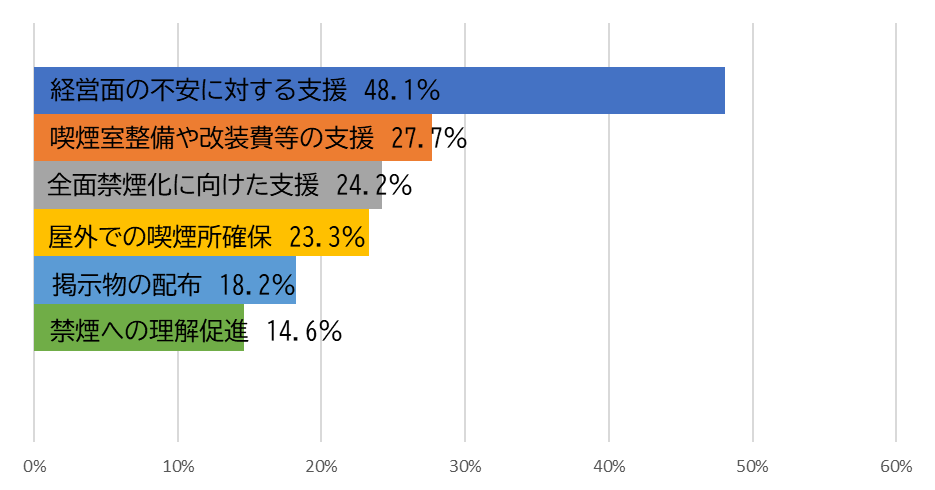 経営面の不安に対する支援 48.1%
喫煙室整備や改装費等の支援 27.7%
全面禁煙化に向けた支援 24.2%
屋外での喫煙所確保 23.3%
掲示物の配布 18.2%
禁煙への理解促進 14.6%
0% 10% 20% 30% 40% 50% 60%